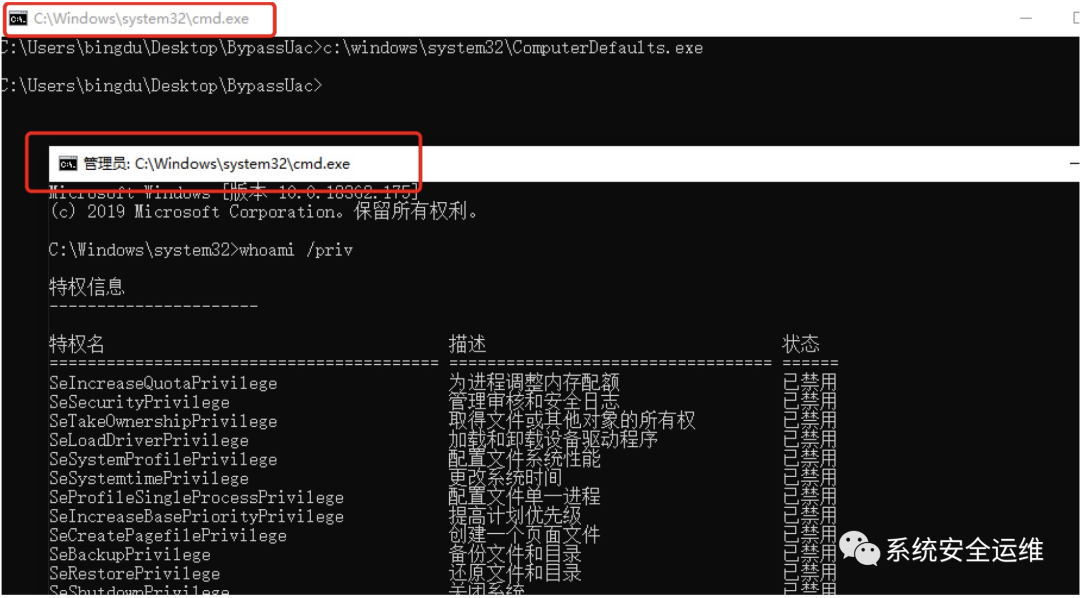 C:\Windows\system32\cmd.exe
C:\Users\bingdu\Desktop\BypassUac>c:\windows\system32\ComputerDefaults.exe
C:\Users\bingdu\Desktop\BypassUac>
管理员: C:\Windows\system32\cmd.exe
Microsoft Windows [版本 10.0.18362.175]
(c) 2019 Microsoft Corporation。保留所有权利。
C:\Windows\system32>whoami /priv
特权信息
----------------------
特权名 描述 状态
========================================= ================================== ======
SeIncreaseQuotaPrivilege 为进程调整内存配额 已禁用
SeSecurityPrivilege 管理审核和安全日志 已禁用
SeTakeOwnershipPrivilege 取得文件或其他对象的所有权 已禁用
SeLoadDriverPrivilege 加载和卸载设备驱动程序 已禁用
SeSystemProfilePrivilege 配置文件系统性能 已禁用
SeSystemtimePrivilege 更改系统时间 已禁用
SeProfileSingleProcessPrivilege 配置文件单一进程 已禁用
SeIncreaseBasePriorityPrivilege 提高计划优先级 已禁用
SeCreatePagefilePrivilege 创建一个页面文件 已禁用
SeBackupPrivilege 备份文件和目录 已禁用
SeRestorePrivilege 还原文件和目录 已禁用
SeShutdownPrivilege 关闭系统 已禁用
系统安全运维